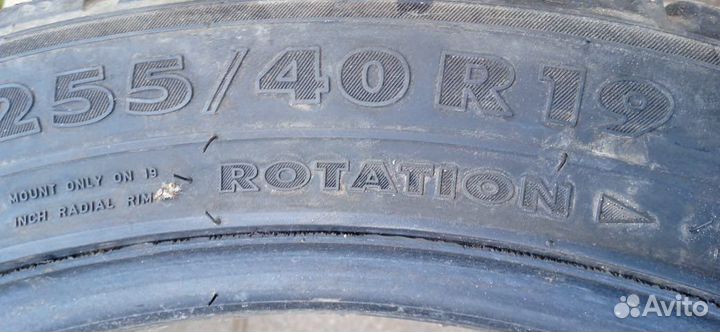 255/40 R19
MOUNT ONLY ON 19
INCH RADIAL RIM
ROTATION
Avito